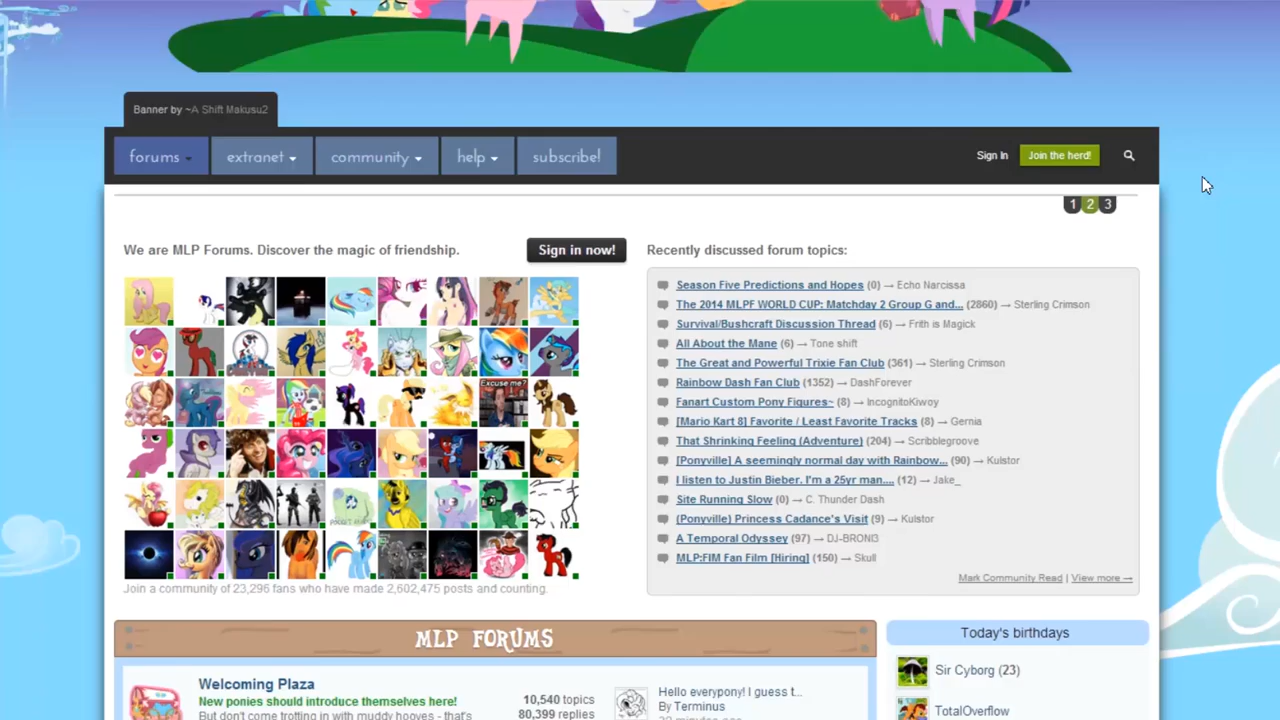 Banner by ~A Shift Makusu2
forums
extranet
community
help
subscribe!
Sign In
Join the herd!
1 2 3
We are MLP Forums. Discover the magic of friendship.
Sign in now!
Excuse me?
Join a community of 23,296 fans who have made 2,602,475 posts and counting.
Recently discussed forum topics:
Season Five Predictions and Hopes (0) → Echo Narcissa
The 2014 MLPF WORLD CUP: Matchday 2 Group G and... (2860) → Sterling Crimson
Survival/Bushcraft Discussion Thread (6) → Frith is Magick
All About the Mane (6) → Tone shift
The Great and Powerful Trixie Fan Club (361) → Sterling Crimson
Rainbow Dash Fan Club (1352) → DashForever
Fanart Custom Pony Figures~ (8) → IncognitoKiwoy
[Mario Kart 8] Favorite / Least Favorite Tracks (8) → Gernia
That Shrinking Feeling (Adventure) (204) → Scribblegroove
[Ponyville] A seemingly normal day with Rainbow... (90) → Kulstor
I listen to Justin Bieber. I'm a 25yr man.... (12) → Jake_
Site Running Slow (0) → C. Thunder Dash
(Ponyville) Princess Cadance's Visit (9) → Kulstor
A Temporal Odyssey (97) → DJ-BRONI3
MLP:FIM Fan Film [Hiring] (150) → Skull
Mark Community Read | View more →
MLP FORUMS
Welcoming Plaza
New ponies should introduce themselves here!
But don't come trotting in with muddy hooves - that's
10,540 topics
80,399 replies
Hello everypony! I guess t...
By Terminus
Today's birthdays
Sir Cyborg (23)
TotalOverflow